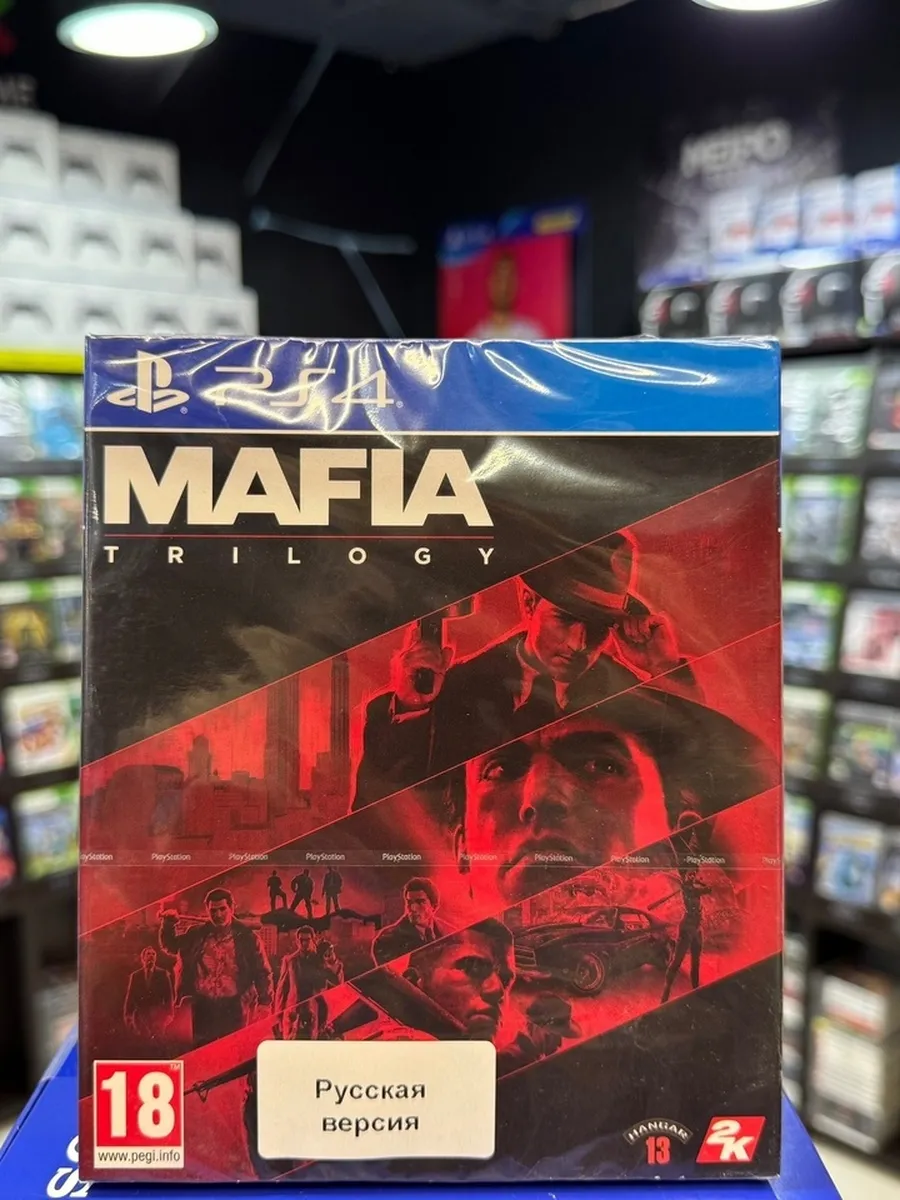 PS4
MAFIA
TRILOGY
PlayStation PlayStation PlayStation PlayStation PlayStation PlayStation PlayStation PlayStation
18
www.pegi.info
Русская
версия
HANGAR
13
2K